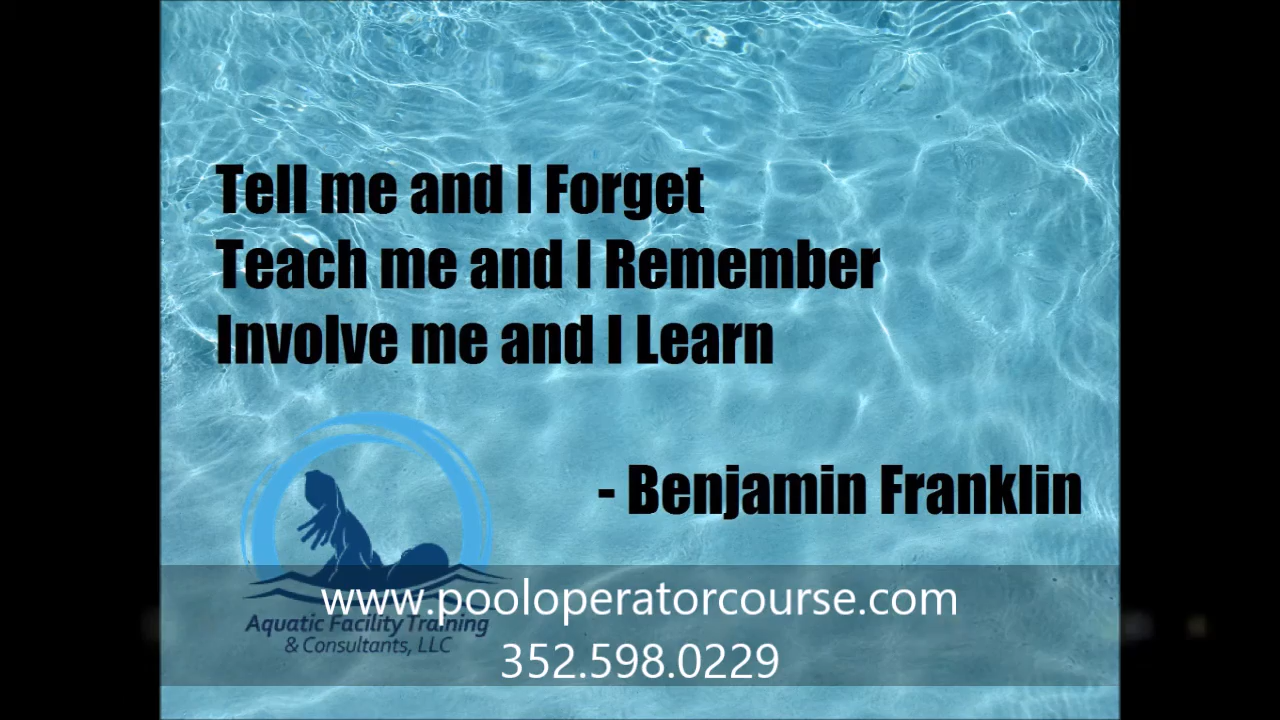 Tell me and I Forget
Teach me and I Remember
Involve me and I Learn
- Benjamin Franklin
www.pooloperatorcourse.com
Aquatic Facility Training
& Consultants, LLC
352.598.0229